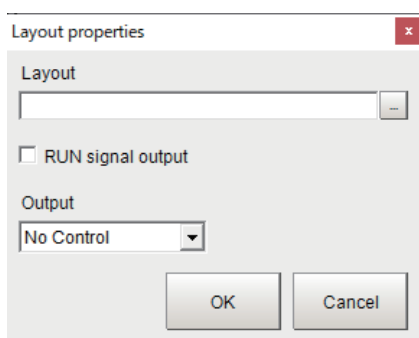 Layout properties
x
Layout
...
RUN signal output
Output
No Control
OK
Cancel